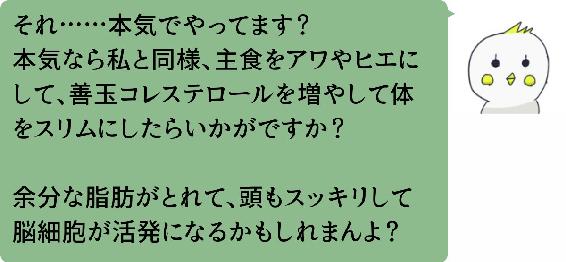 それ……本気でやってます？
本気なら私と同様、主食をアワやヒエに
して、善玉コレステロールを増やして体
をスリムにしたらいかがですか？
余分な脂肪がとれて、頭もスッキリして
脳細胞が活発になるかもしれまんよ？